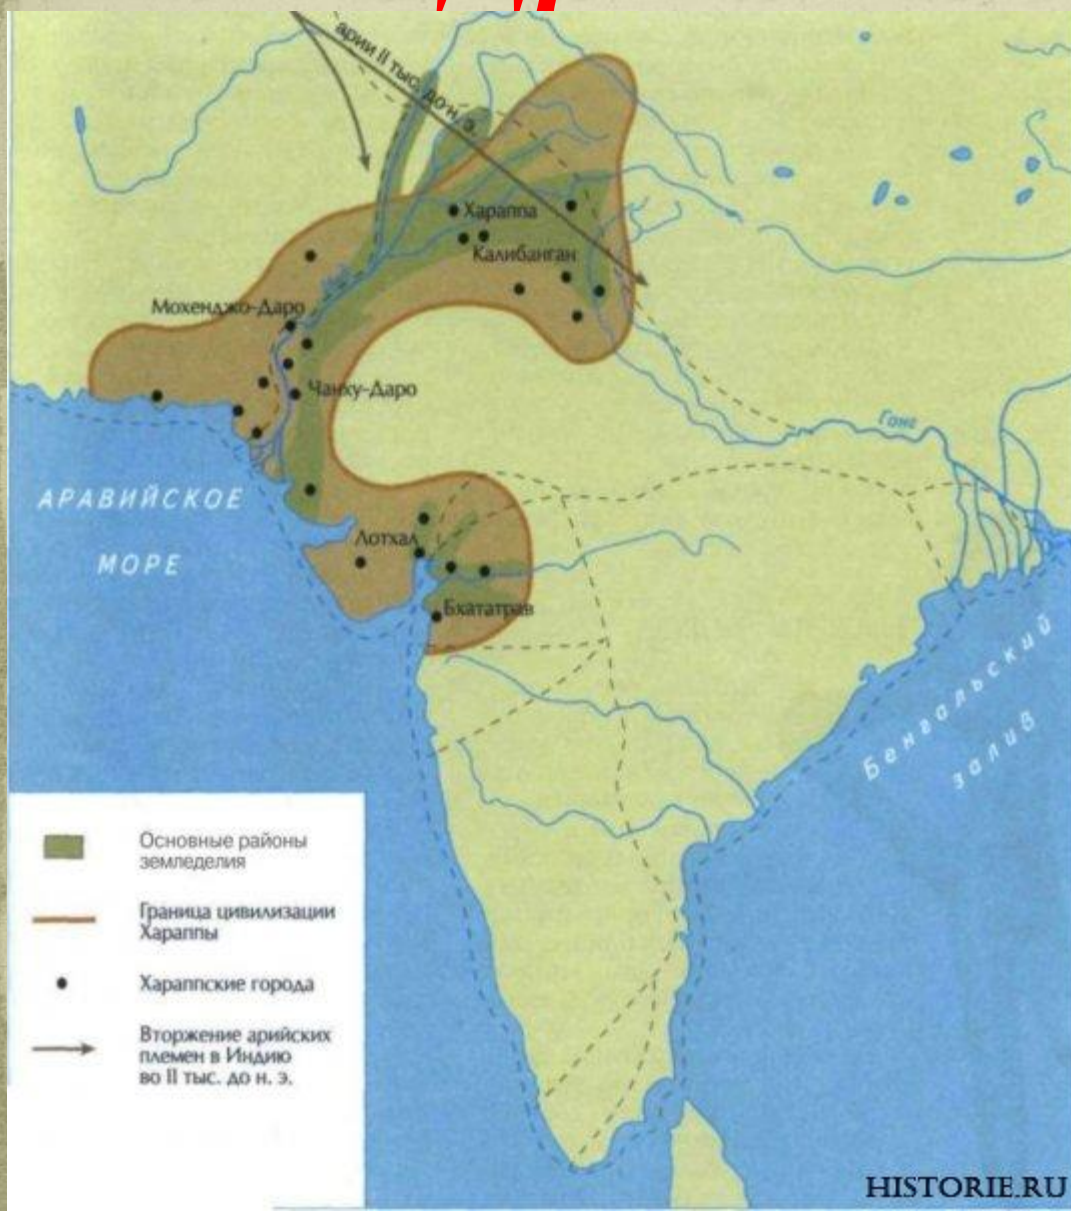 арии II тыс. до н. э.
Хараппа
Калибанган
Мохенджо-Даро
Чанху-Даро
Ганг
АРАВИЙСКОЕ
МОРЕ
Лотхал
Бхататрав
Бенгальский
залив
Основные районы
земледелия
Граница цивилизации
Хараппы
Хараппские города
Вторжение арийских
племен в Индию
во II тыс. до н. э.
HISTORIE.RU